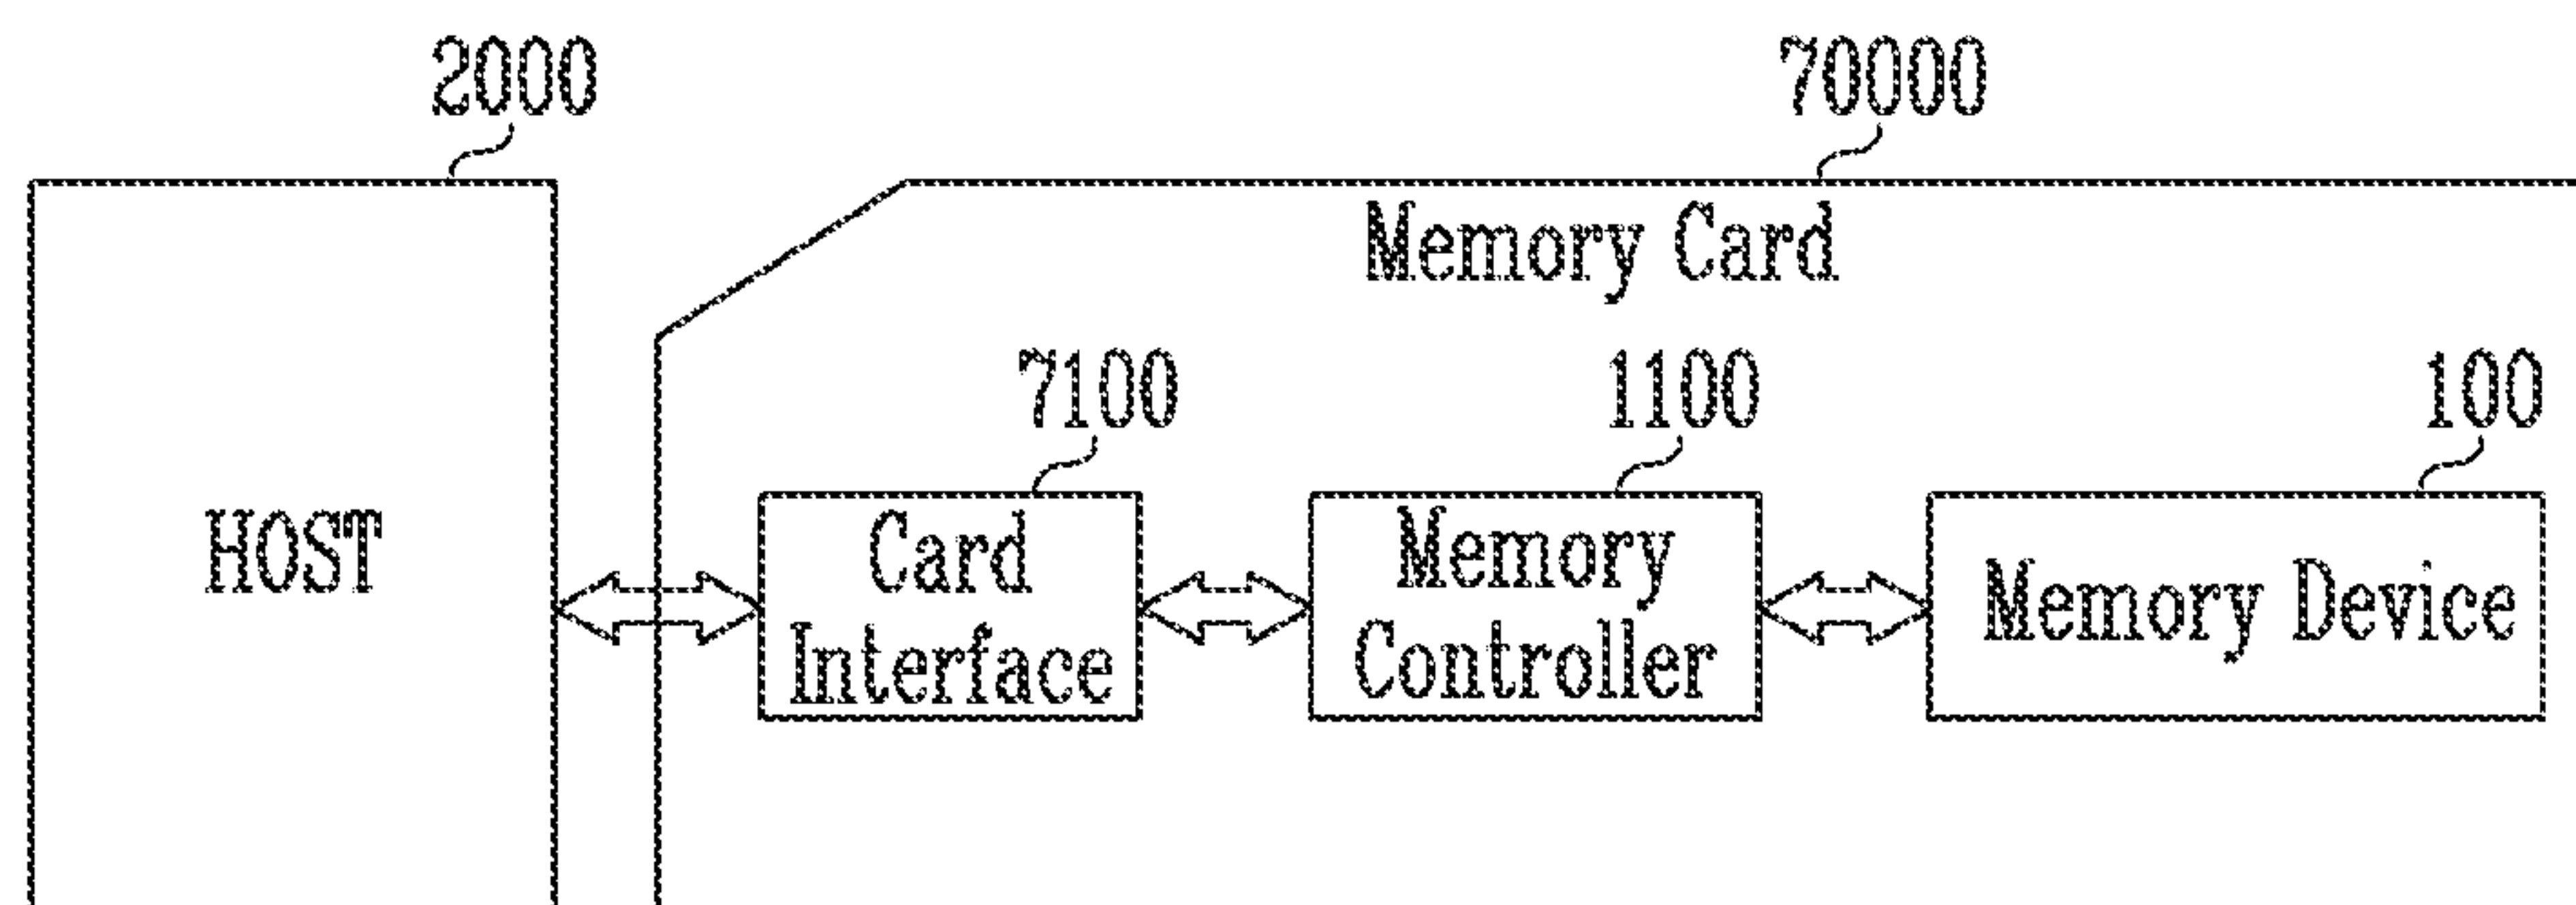 2000
70000
Memory Card
7100
1100
100
HOST
Card
Interface
Memory
Controller
Memory Device